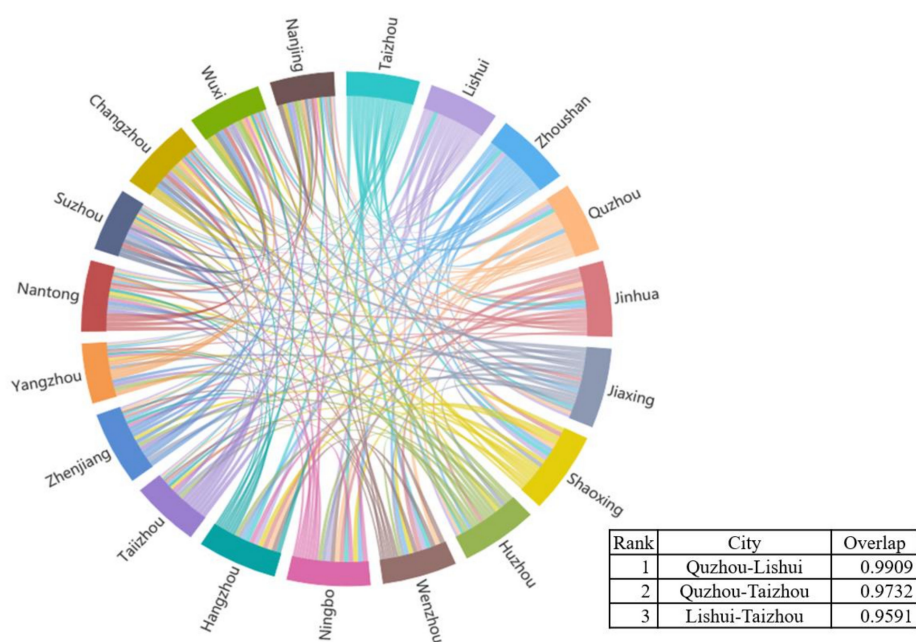 Nanjing
Taizhou
Lishui
Zhoushan
Quzhou
Jinhua
Jiaxing
Shaoxing
Huzhou
Wenzhou
Ningbo
Hangzhou
Taiizhou
Zhenjiang
Yangzhou
Nantong
Suzhou
Changzhou
Wuxi
Rank City Overlap
1 Quzhou-Lishui 0.9909
2 Quzhou-Taizhou 0.9732
3 Lishui-Taizhou 0.9591